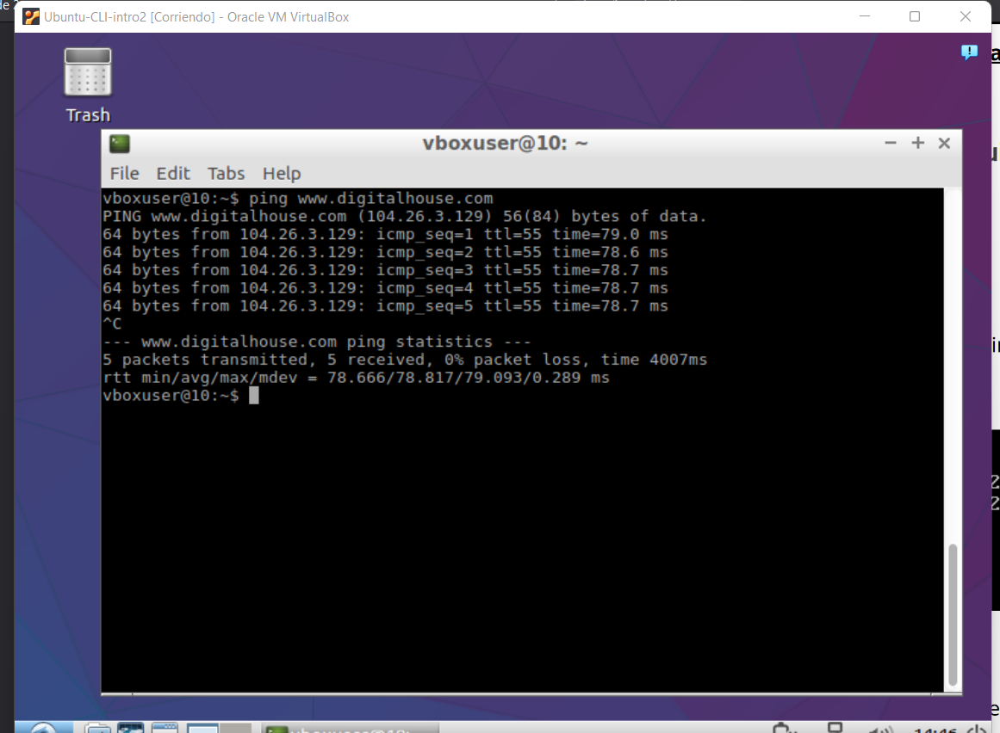 Ubuntu-CLI-intro2 [Corriendo] - Oracle VM VirtualBox
Trash
vboxuser@10: ~
File Edit Tabs Help
vboxuser@10:~$ ping www.digitalhouse.com
PING www.digitalhouse.com (104.26.3.129) 56(84) bytes of data.
64 bytes from 104.26.3.129: icmp_seq=1 ttl=55 time=79.0 ms
64 bytes from 104.26.3.129: icmp_seq=2 ttl=55 time=78.6 ms
64 bytes from 104.26.3.129: icmp_seq=3 ttl=55 time=78.7 ms
64 bytes from 104.26.3.129: icmp_seq=4 ttl=55 time=78.7 ms
64 bytes from 104.26.3.129: icmp_seq=5 ttl=55 time=78.7 ms
^C
--- www.digitalhouse.com ping statistics ---
5 packets transmitted, 5 received, 0% packet loss, time 4007ms
rtt min/avg/max/mdev = 78.666/78.817/79.093/0.289 ms
vboxuser@10:~$